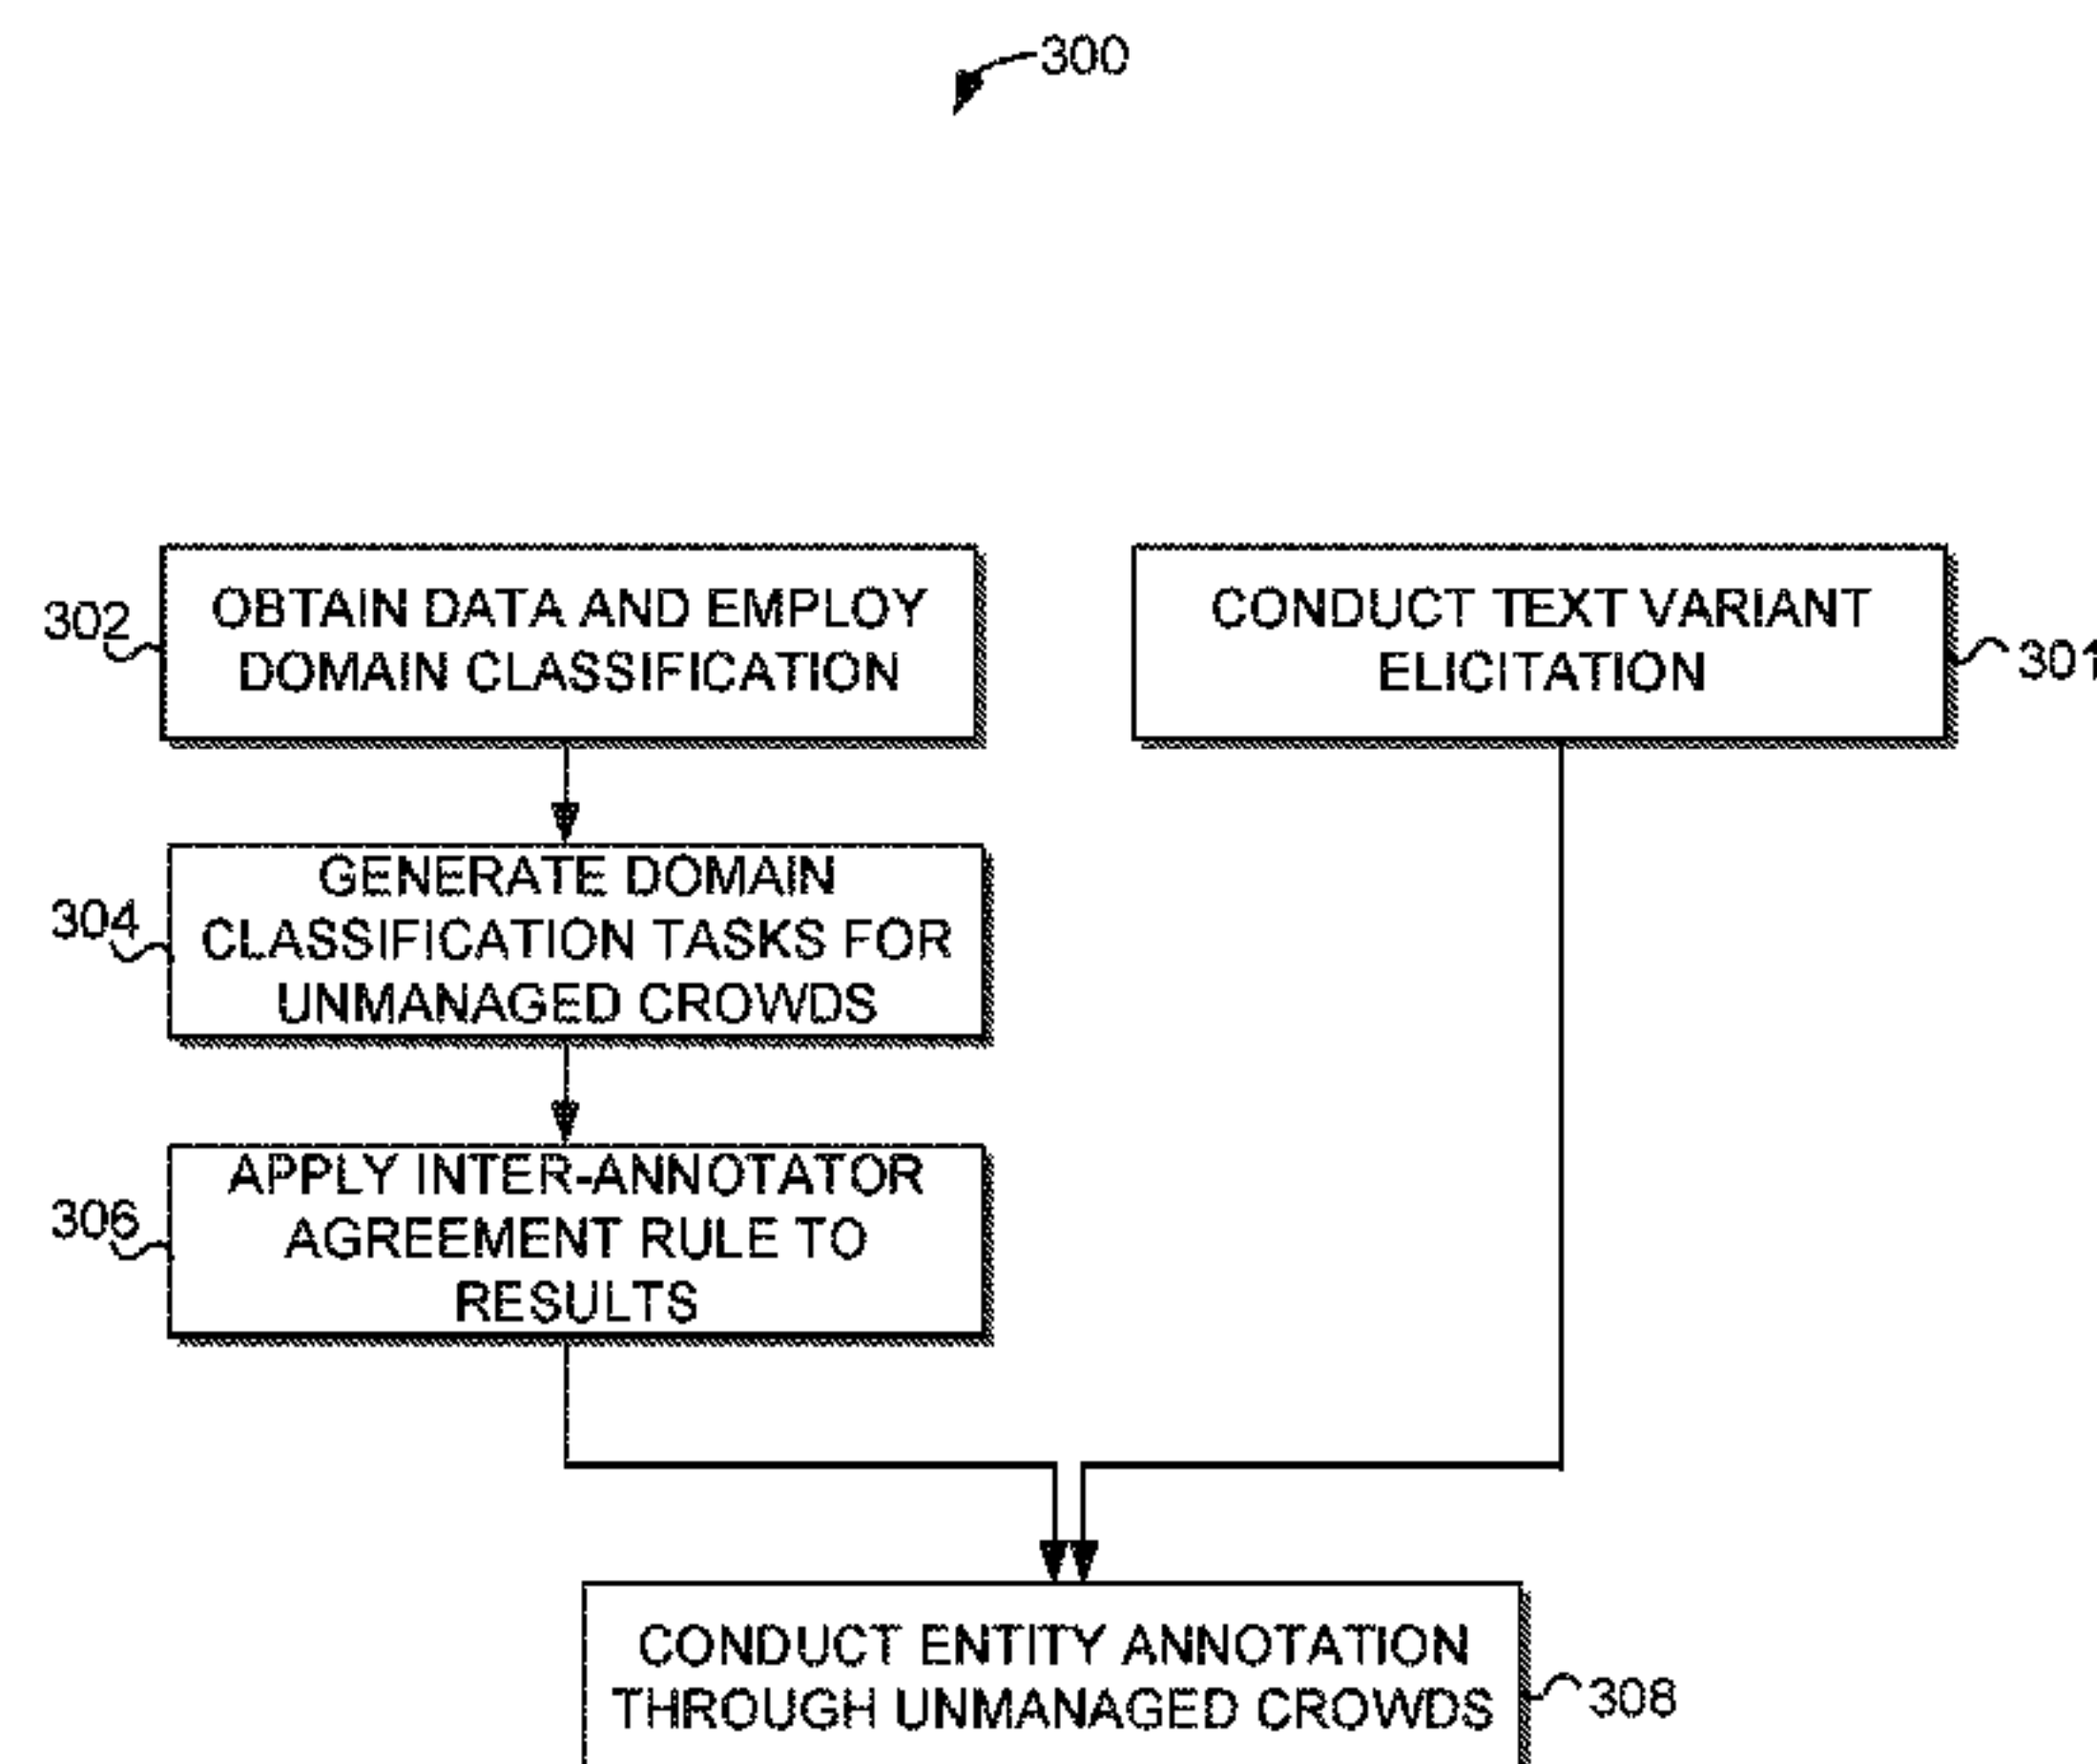 300
302
OBTAIN DATA AND EMPLOY
DOMAIN CLASSIFICATION
CONDUCT TEXT VARIANT
ELICITATION
301
304
GENERATE DOMAIN
CLASSIFICATION TASKS FOR
UNMANAGED CROWDS
306
APPLY INTER-ANNOTATOR
AGREEMENT RULE TO
RESULTS
CONDUCT ENTITY ANNOTATION
THROUGH UNMANAGED CROWDS
308